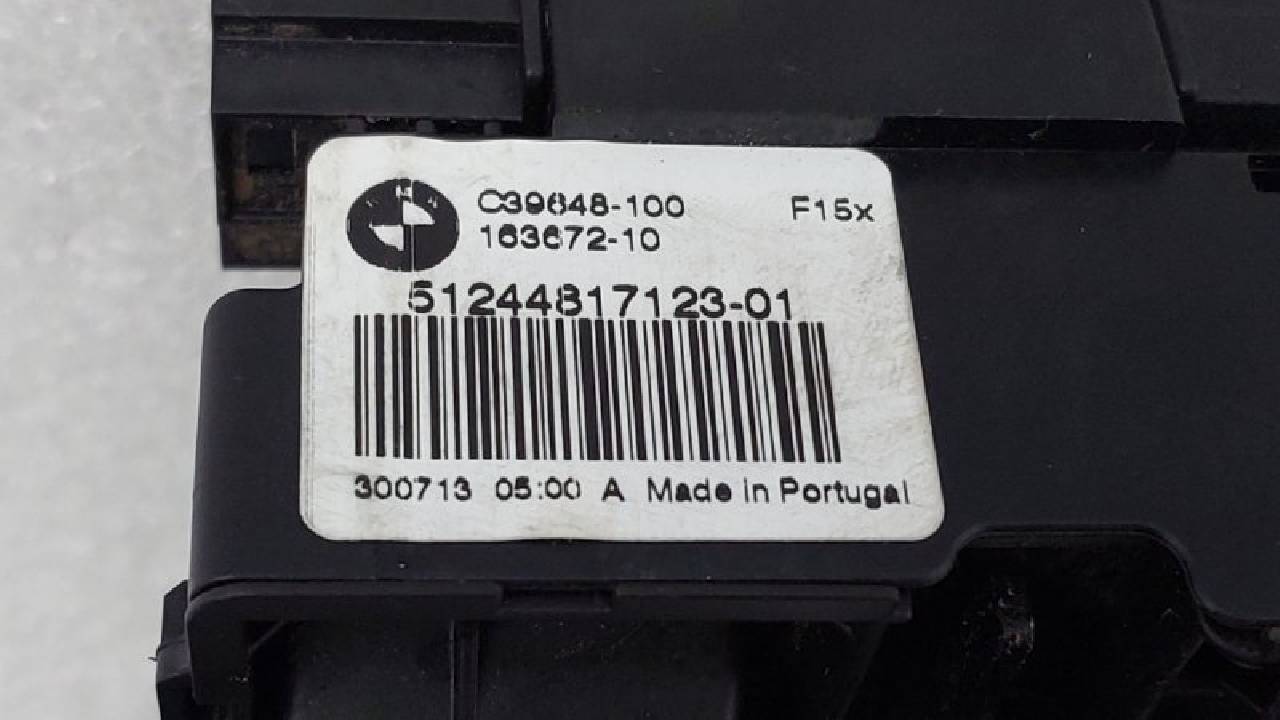 C39648-100 F15x
163672-10
51244817123-01
300713 05:00 A Made in Portugal